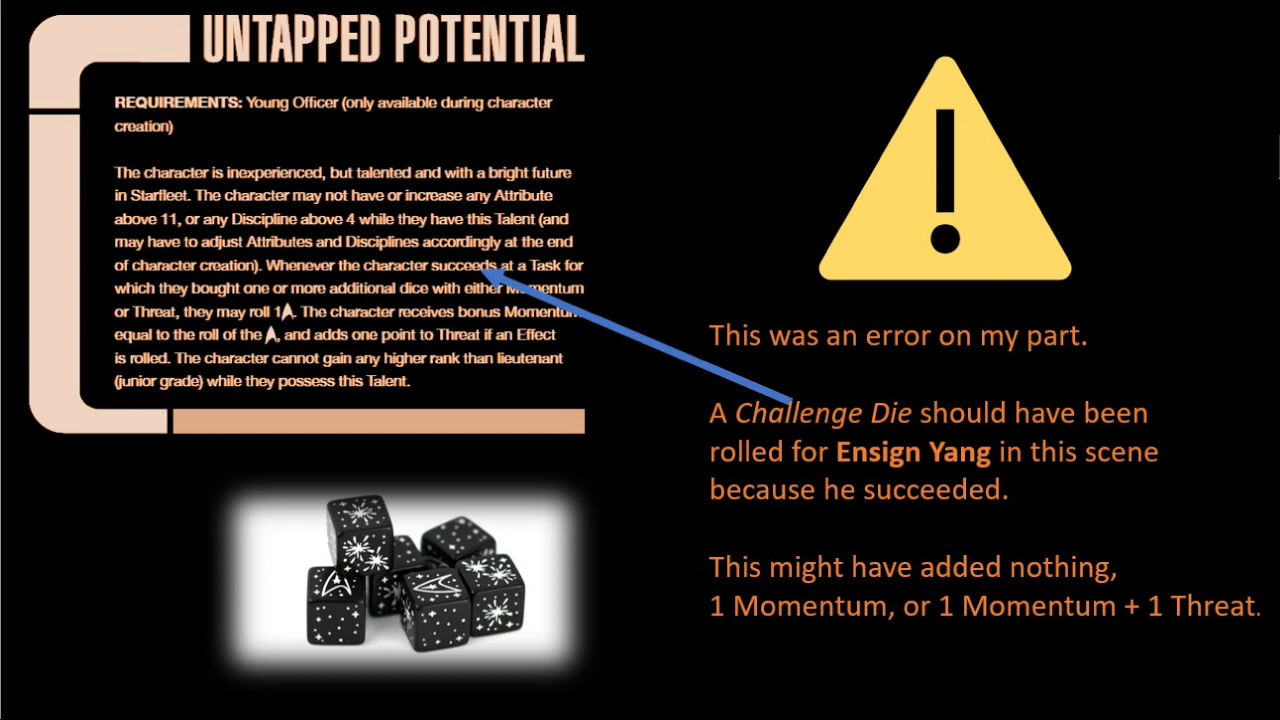 UNTAPPED POTENTIAL
REQUIREMENTS: Young Officer (only available during character
creation)
The character is inexperienced, but talented and with a bright future
in Starfleet. The character may not have or increase any Attribute
above 11, or any Discipline above 4 while they have this Talent (and
may have to adjust Attributes and Disciplines accordingly at the end
of character creation). Whenever the character succeeds at a Task for
which they bought one or more additional dice with either Momentum
or Threat, they may roll 1. The character receives bonus Momentum
equal to the roll of the , and adds one point to Threat if an Effect
is rolled. The character cannot gain any higher rank than lieutenant
(junior grade) while they possess this Talent.
This was an error on my part.
A Challenge Die should have been
rolled for Ensign Yang in this scene
because he succeeded.
This might have added nothing,
1 Momentum, or 1 Momentum + 1 Threat.